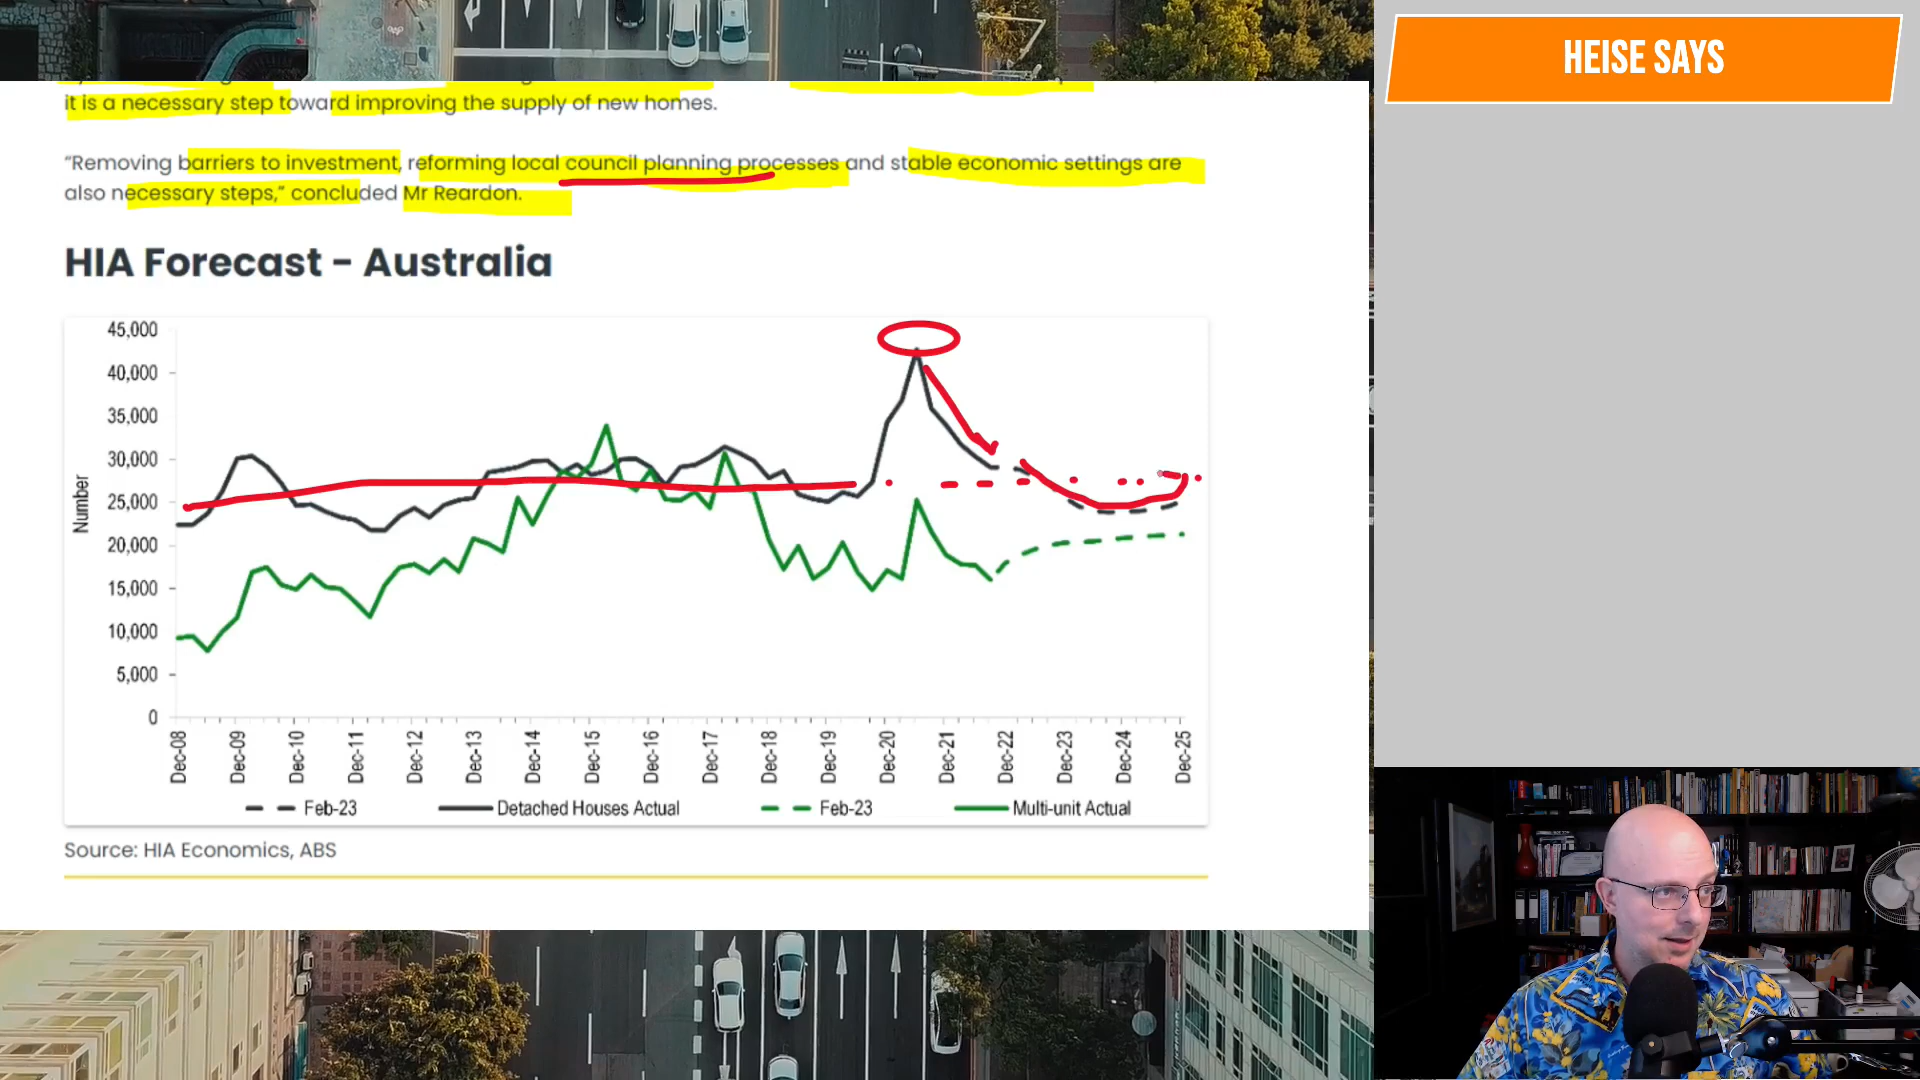 HEISE SAYS
it is a necessary step toward improving the supply of new homes.
“Removing barriers to investment, reforming local council planning processes and stable economic settings are
also necessary steps,” concluded Mr Reardon.
HIA Forecast - Australia
45,000
40,000
35,000
30,000
25,000
20,000
15,000
10,000
5,000
0
Number
Dec-08
Dec-09
Dec-10
Dec-11
Dec-12
Dec-13
Dec-14
Dec-15
Dec-16
Dec-17
Dec-18
Dec-19
Dec-20
Dec-21
Dec-22
Dec-23
Dec-24
Dec-25
Feb-23
Detached Houses Actual
Feb-23
Multi-unit Actual
Source: HIA Economics, ABS